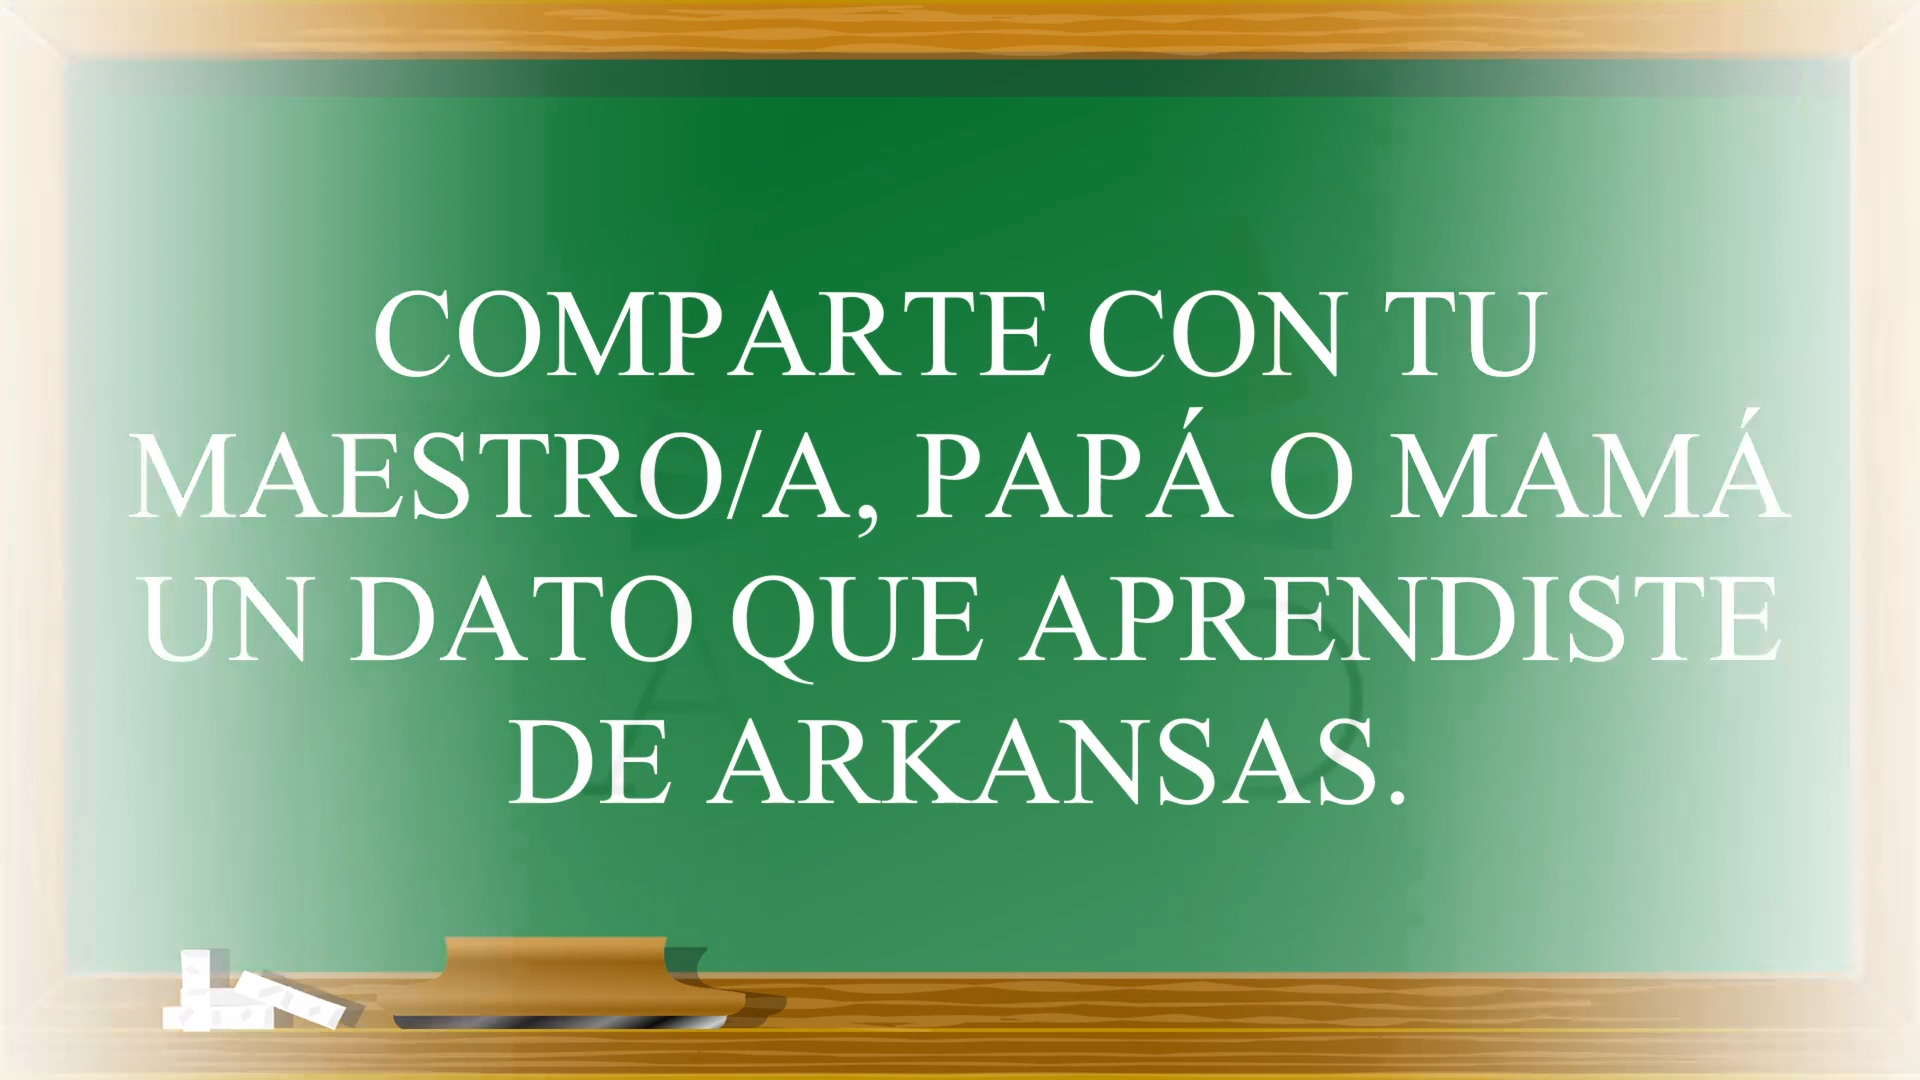 COMPARTE CON TU
MAESTRO/A, PAPÁ O MAMÁ
UN DATO QUE APRENDISTE
DE ARKANSAS.